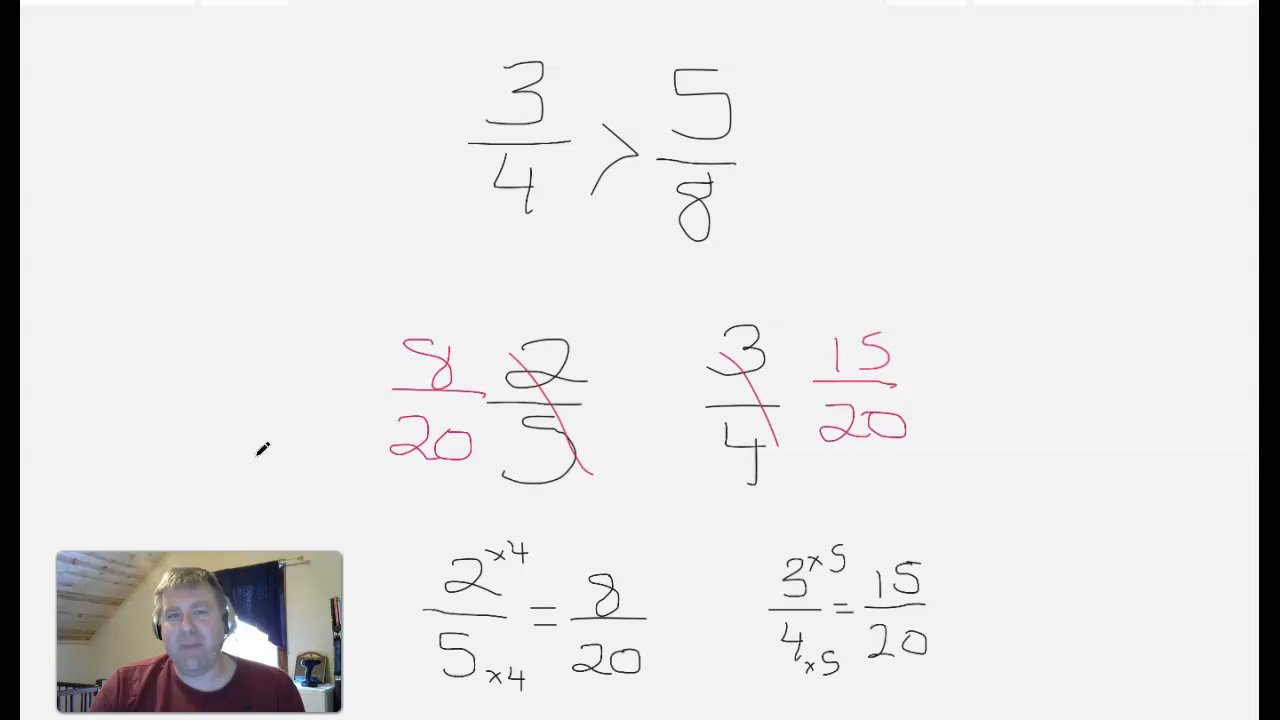 3/4 > 5/8
8/20 2/5 3/4 15/20
2×4/5×4 = 8/20 3×5/4×5 = 15/20